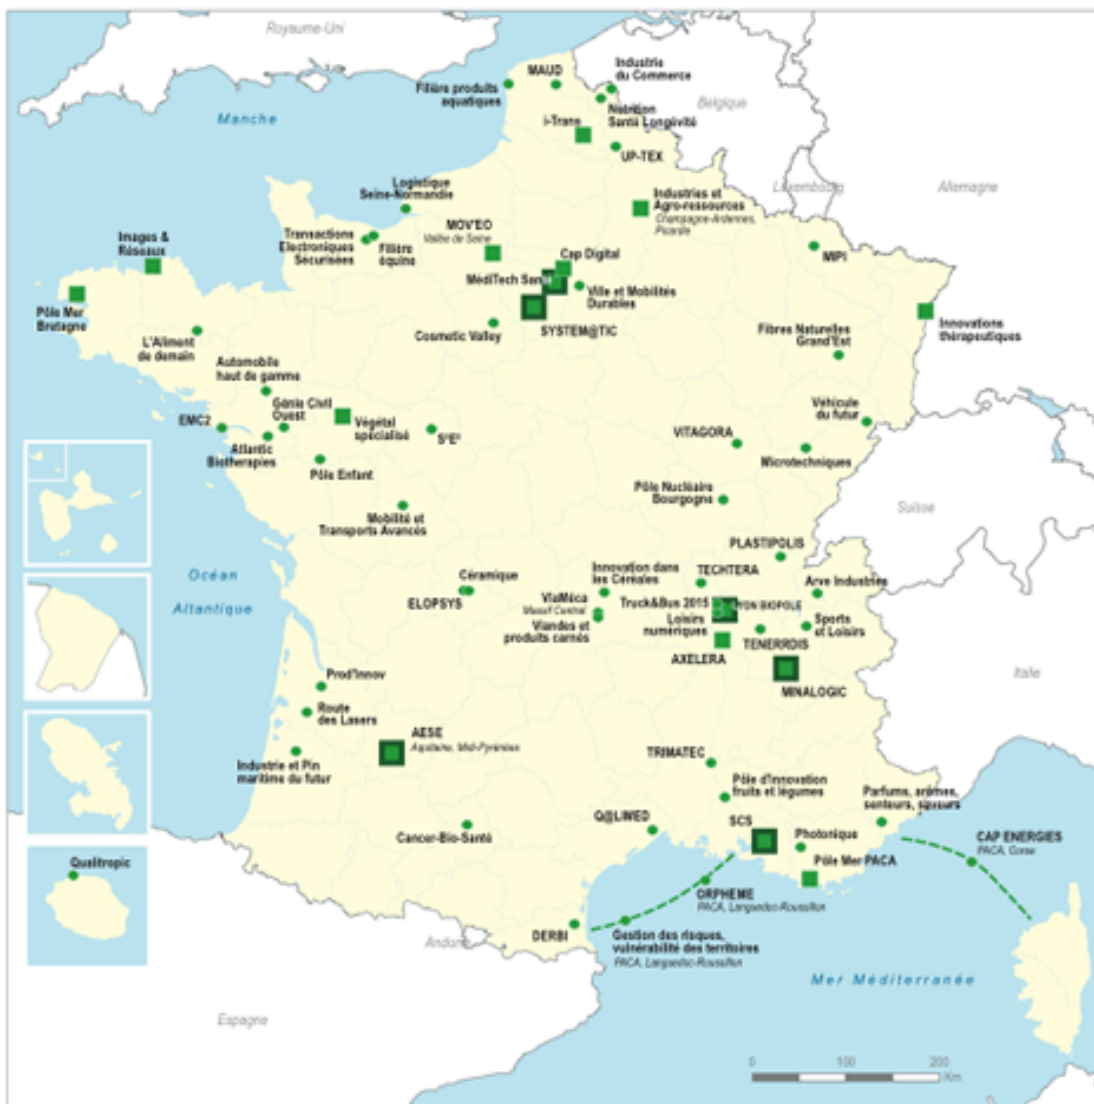 Royaume-Uni
Manche
Belgique
Luxembourg
Allemagne
MAUD
Industrie
du Commerce
Filière produits
aquatiques
Nutrition
Santé Longévité
i-Trans
UP-TEX
Logistique
Seine-Normandie
Industries et
Agro-ressources
Champagne-Ardennes,
Picardie
MOV'EO
Vallée de Seine
Transactions
Electroniques
Sécurisées
Filière
équine
Images &
Réseaux
Cap Digital
MédiTech Santé
MIPI
Ville et Mobilités
Durables
Pôle Mer
Bretagne
SYSTEM@TIC
Cosmetic Valley
Innovations
thérapeutiques
Fibres Naturelles
Grand'Est
L'Aliment
de demain
Automobile
haut de gamme
Génie Civil
Ouest
Véhicule
du futur
EMC2
Végétal
spécialisé
S²E²
VITAGORA
Atlantic
Biotherapies
Microtechniques
Pôle Enfant
Pôle Nucléaire
Bourgogne
Suisse
Mobilité et
Transports Avancés
PLASTIPOLIS
Océan
Altantique
Céramique
ELOPSYS
Innovation dans
les Céréales
TECHTERA
Arve Industries
ViaMéca
Massif Central
Truck&Bus 2015
LYON BIOPOLE
Viandes et
produits carnés
Loisirs
numériques
Sports
et Loisirs
TENERRDIS
AXELERA
MINALOGIC
Italie
Prod'Innov
Route
des Lasers
AESE
Aquitaine, Midi-Pyrénées
Industrie et Pin
maritime du futur
TRIMATEC
Pôle d'Innovation
fruits et légumes
Parfums, arômes,
senteurs, saveurs
Q@LIMED
SCS
Cancer-Bio-Santé
Photonique
CAP ENERGIES
PACA, Corse
Pôle Mer PACA
Qualitropic
ORPHEME
PACA, Languedoc-Roussillon
DERBI
Gestion des risques,
vulnérabilité des territoires
PACA, Languedoc-Roussillon
Andorre
Mer Méditerranée
Espagne
0 100 200
Km